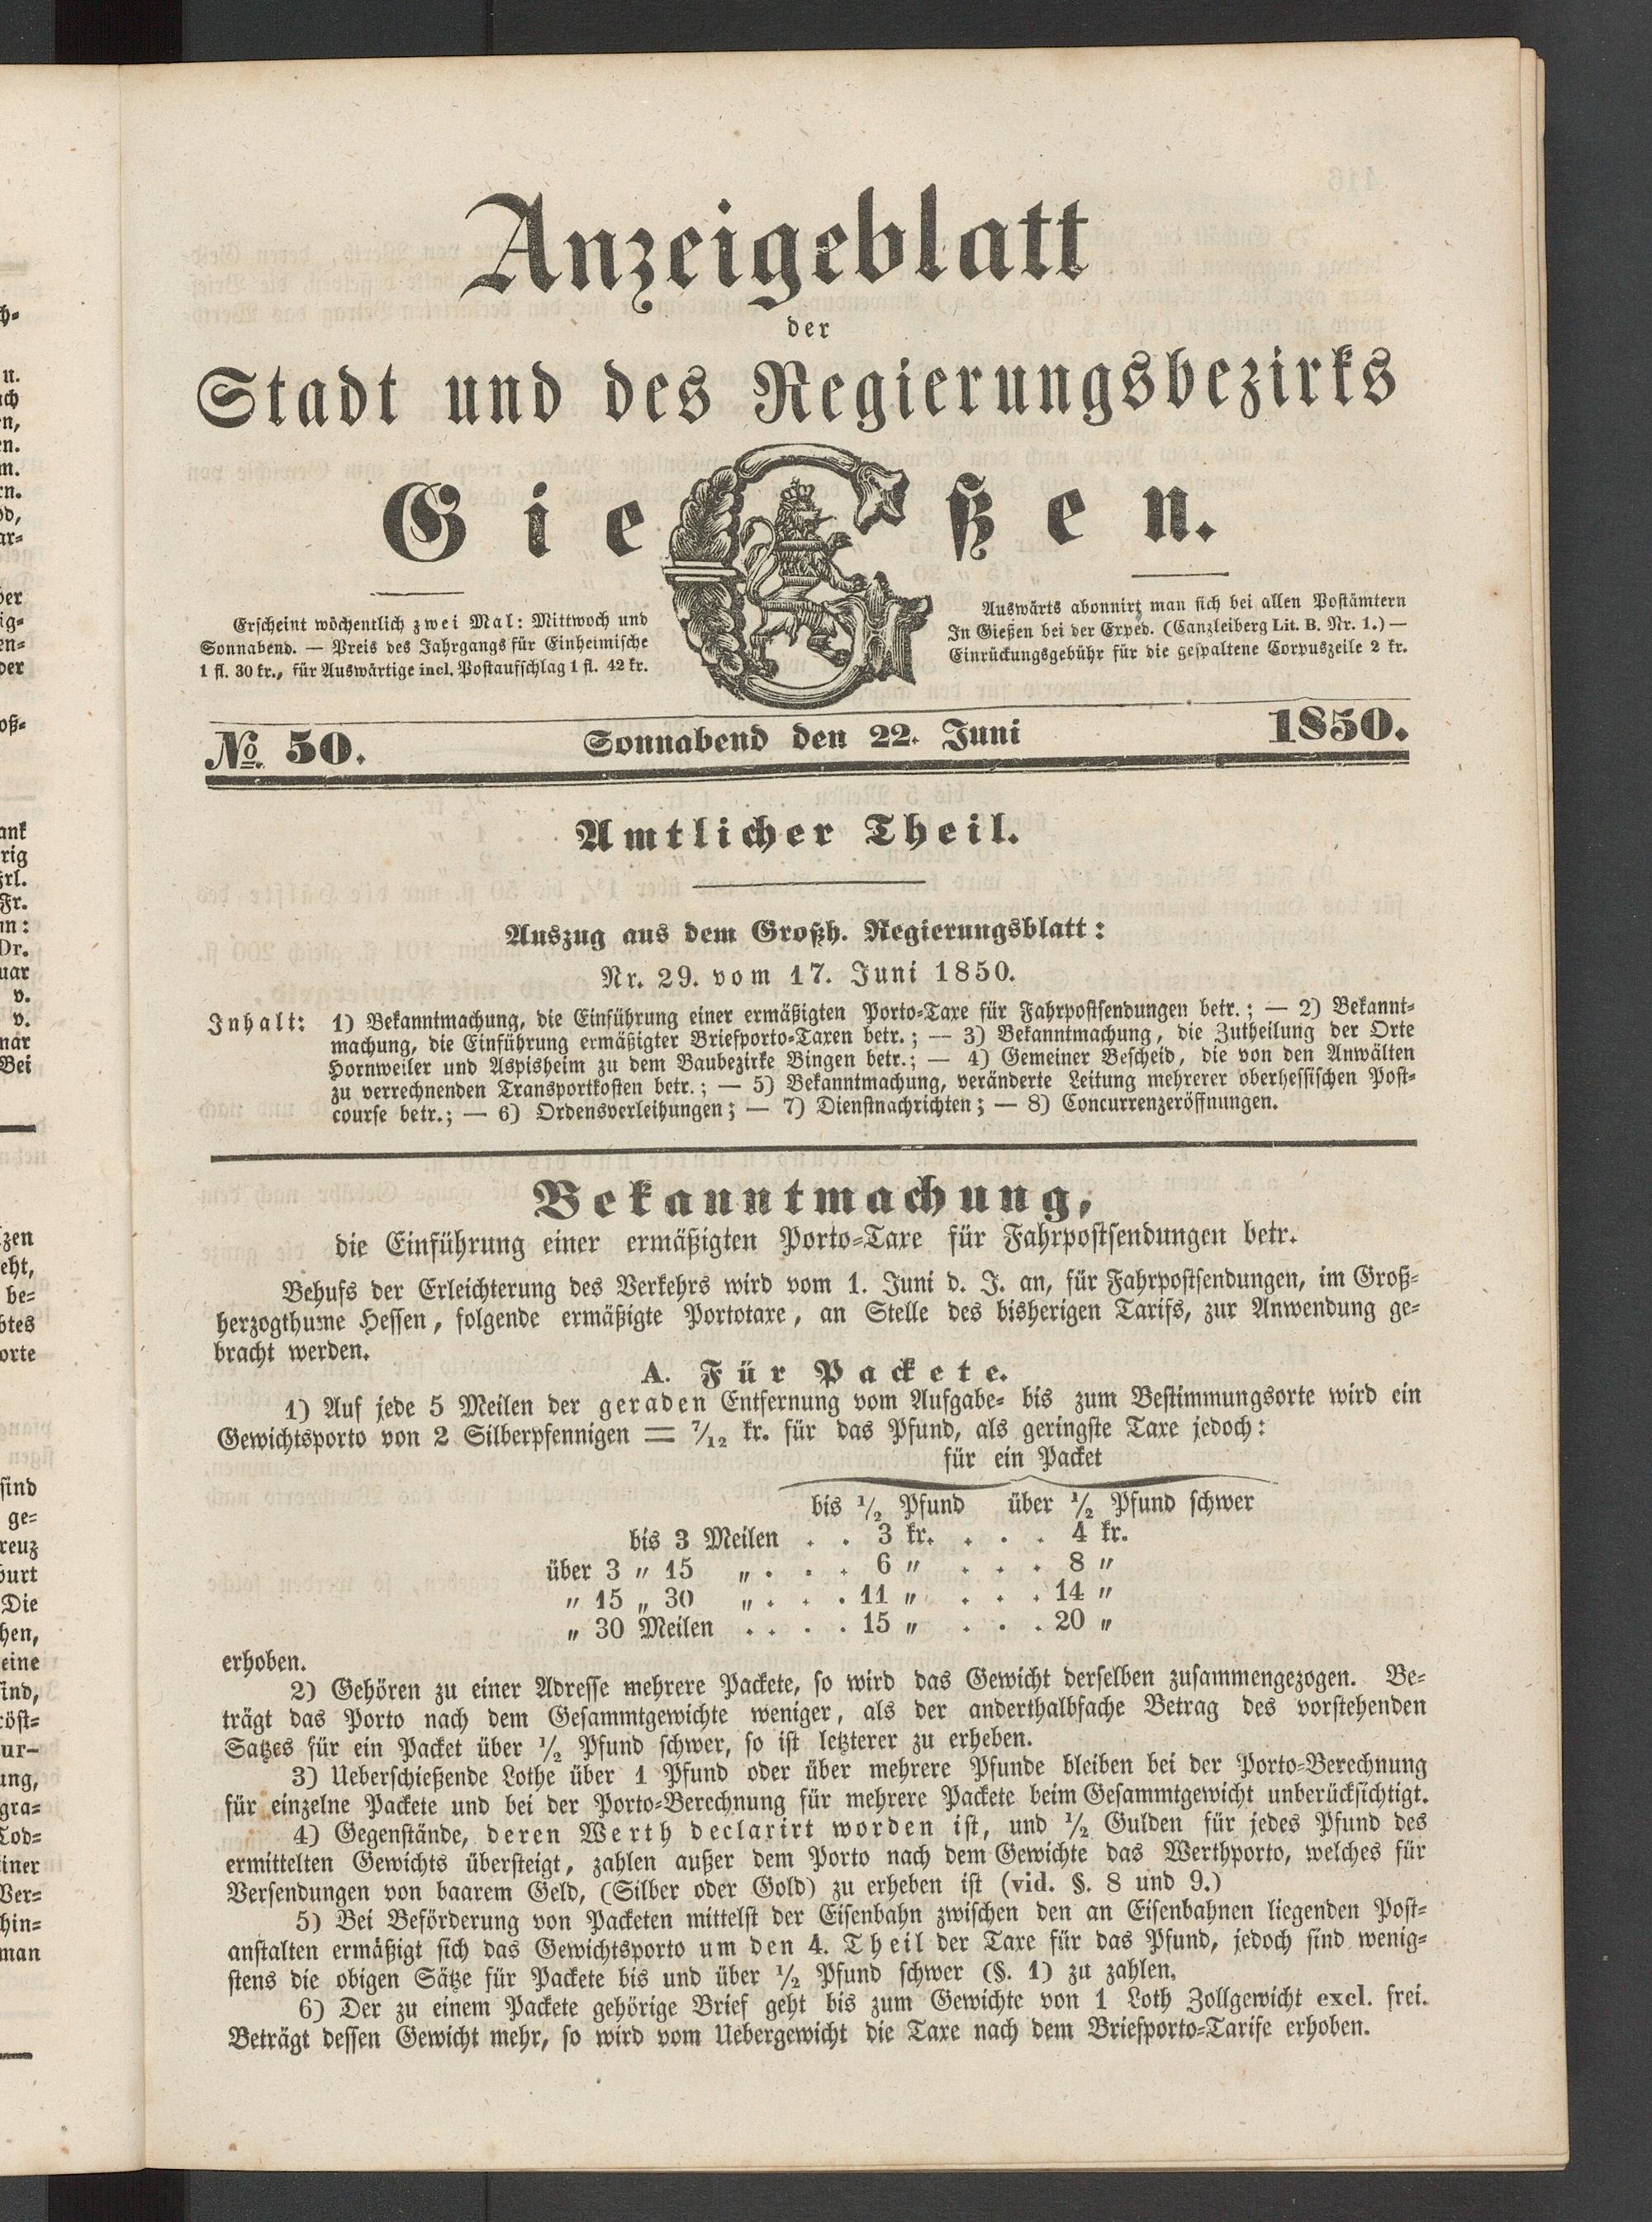 Anzeigeblatt
der
Stadt und des Regierungsbezirks
Gießen.
Erscheint wöchentlich zwei Mal: Mittwoch und
Sonnabend. — Preis des Jahrgangs für Einheimische
1 fl. 30 kr., für Auswärtige incl. Postaufschlag 1 fl. 42 kr.
Auswärts abonnirt man sich bei allen Postämtern
In Gießen bei der Exped. (Canzleiberg Lit. B. Nr. 1.) —
Einrückungsgebühr für die gespaltene Corpuszeile 2 kr.
No. 50. Sonnabend den 22. Juni 1850.
Amtlicher Theil.
Auszug aus dem Großh. Regierungsblatt:
Nr. 29. vom 17. Juni 1850.
Inhalt: 1) Bekanntmachung, die Einführung einer ermäßigten Porto-Taxe für Fahrpostsendungen betr.; — 2) Bekannt-
machung, die Einführung ermäßigter Briefporto-Taxen betr.; — 3) Bekanntmachung, die Zutheilung der Orte
Hornweiler und Aspisheim zu dem Baubezirke Bingen betr.; — 4) Gemeiner Bescheid, die von den Anwälten
zu verrechnenden Transportkosten betr.; — 5) Bekanntmachung, veränderte Leitung mehrerer oberhessischen Post-
course betr.; — 6) Ordensverleihungen; — 7) Dienstnachrichten; — 8) Concurrenzeröffnungen.
Bekanntmachung,
die Einführung einer ermäßigten Porto-Taxe für Fahrpostsendungen betr.
Behufs der Erleichterung des Verkehrs wird vom 1. Juni d. J. an, für Fahrpostsendungen, im Groß-
herzogthume Hessen, folgende ermäßigte Portotaxe, an Stelle des bisherigen Tarifs, zur Anwendung ge-
bracht werden.
A. Für Packete.
1) Auf jede 5 Meilen der geraden Entfernung vom Aufgabe- bis zum Bestimmungsorte wird ein
Gewichtsporto von 2 Silberpfennigen = 7/12 kr. für das Pfund, als geringste Taxe jedoch:
für ein Packet
bis 1/2 Pfund über 1/2 Pfund schwer
bis 3 Meilen . . 3 kr. . . . 4 kr.
über 3 „ 15 „ . . . 6 „ . . . 8 „
„ 15 „ 30 „ . . . 11 „ . . . 14 „
„ 30 Meilen . . . . 15 „ . . . 20 „
erhoben.
2) Gehören zu einer Adresse mehrere Packete, so wird das Gewicht derselben zusammengezogen. Be-
trägt das Porto nach dem Gesammtgewichte weniger, als der anderthalbfache Betrag des vorstehenden
Satzes für ein Packet über 1/2 Pfund schwer, so ist letzterer zu erheben.
3) Ueberschießende Lothe über 1 Pfund oder über mehrere Pfunde bleiben bei der Porto-Berechnung
für einzelne Packete und bei der Porto-Berechnung für mehrere Packete beim Gesammtgewicht unberücksichtigt.
4) Gegenstände, deren Werth declarirt worden ist, und 1/2 Gulden für jedes Pfund des
ermittelten Gewichts übersteigt, zahlen außer dem Porto nach dem Gewichte das Werthporto, welches für
Versendungen von baarem Geld, (Silber oder Gold) zu erheben ist (vid. §. 8 und 9.)
5) Bei Beförderung von Packeten mittelst der Eisenbahn zwischen den an Eisenbahnen liegenden Post-
anstalten ermäßigt sich das Gewichtsporto um den 4. Theil der Taxe für das Pfund, jedoch sind wenig-
stens die obigen Sätze für Packete bis und über 1/2 Pfund schwer (§. 1) zu zahlen.
6) Der zu einem Packete gehörige Brief geht bis zum Gewichte von 1 Loth Zollgewicht excl. frei.
Beträgt dessen Gewicht mehr, so wird vom Uebergewicht die Taxe nach dem Briefporto-Tarife erhoben.